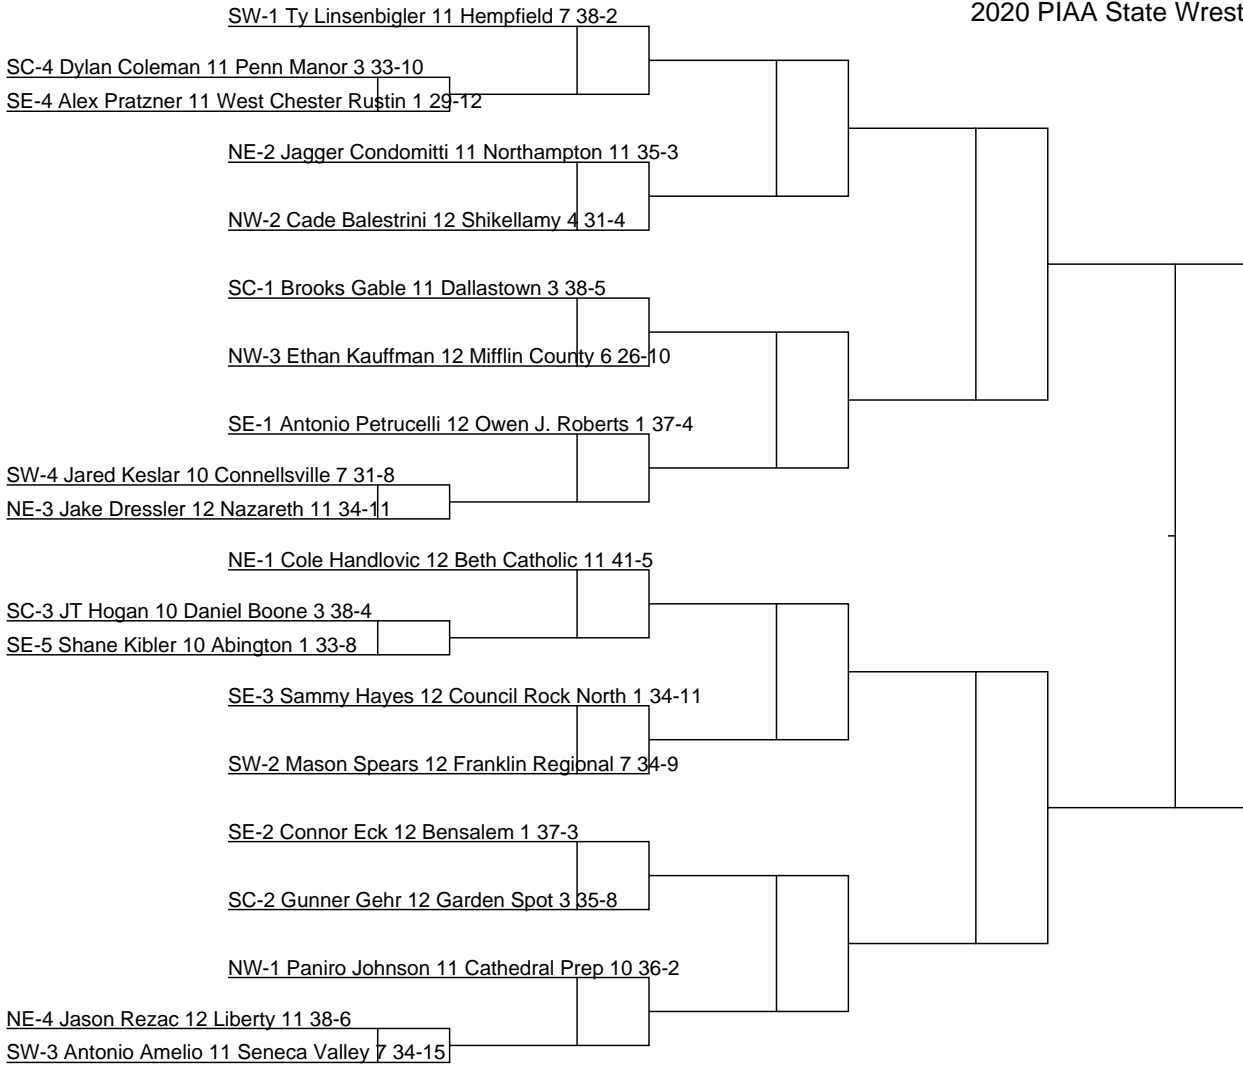 2020 PIAA State Wrest
SW-1 Ty Linsenbigler 11 Hempfield 7 38-2
SC-4 Dylan Coleman 11 Penn Manor 3 33-10
SE-4 Alex Pratzner 11 West Chester Rustin 1 29-12
NE-2 Jagger Condomitti 11 Northampton 11 35-3
NW-2 Cade Balestrini 12 Shikellamy 4 31-4
SC-1 Brooks Gable 11 Dallastown 3 38-5
NW-3 Ethan Kauffman 12 Mifflin County 6 26-10
SE-1 Antonio Petrucelli 12 Owen J. Roberts 1 37-4
SW-4 Jared Keslar 10 Connellsville 7 31-8
NE-3 Jake Dressler 12 Nazareth 11 34-11
NE-1 Cole Handlovic 12 Beth Catholic 11 41-5
SC-3 JT Hogan 10 Daniel Boone 3 38-4
SE-5 Shane Kibler 10 Abington 1 33-8
SE-3 Sammy Hayes 12 Council Rock North 1 34-11
SW-2 Mason Spears 12 Franklin Regional 7 34-9
SE-2 Connor Eck 12 Bensalem 1 37-3
SC-2 Gunner Gehr 12 Garden Spot 3 35-8
NW-1 Paniro Johnson 11 Cathedral Prep 10 36-2
NE-4 Jason Rezac 12 Liberty 11 38-6
SW-3 Antonio Amelio 11 Seneca Valley 7 34-15